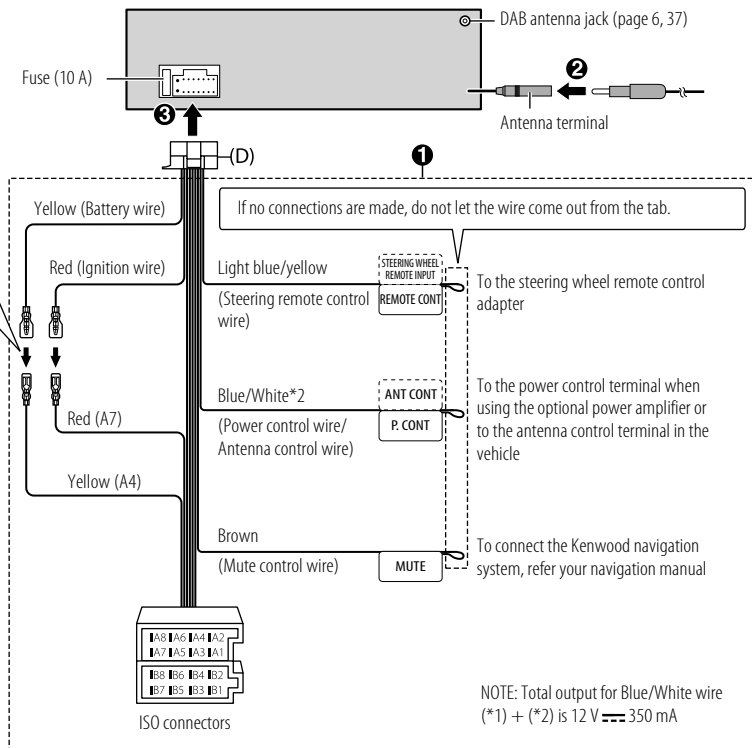 DAB antenna jack (page 6, 37)
Fuse (10 A)
❷
❸
Antenna terminal
(D)
❶
Yellow (Battery wire)
If no connections are made, do not let the wire come out from the tab.
Red (Ignition wire)
Light blue/yellow
(Steering remote control
wire)
STEERING WHEEL
REMOTE INPUT
REMOTE CONT
To the steering wheel remote control
adapter
Blue/White*2
(Power control wire/
Antenna control wire)
ANT CONT
P. CONT
To the power control terminal when
using the optional power amplifier or
to the antenna control terminal in the
vehicle
Red (A7)
Yellow (A4)
Brown
(Mute control wire)
MUTE
To connect the Kenwood navigation
system, refer your navigation manual
A8 A6 A4 A2
A7 A5 A3 A1
B8 B6 B4 B2
B7 B5 B3 B1
ISO connectors
NOTE: Total output for Blue/White wire
(*1) + (*2) is 12 V ⎓ 350 mA